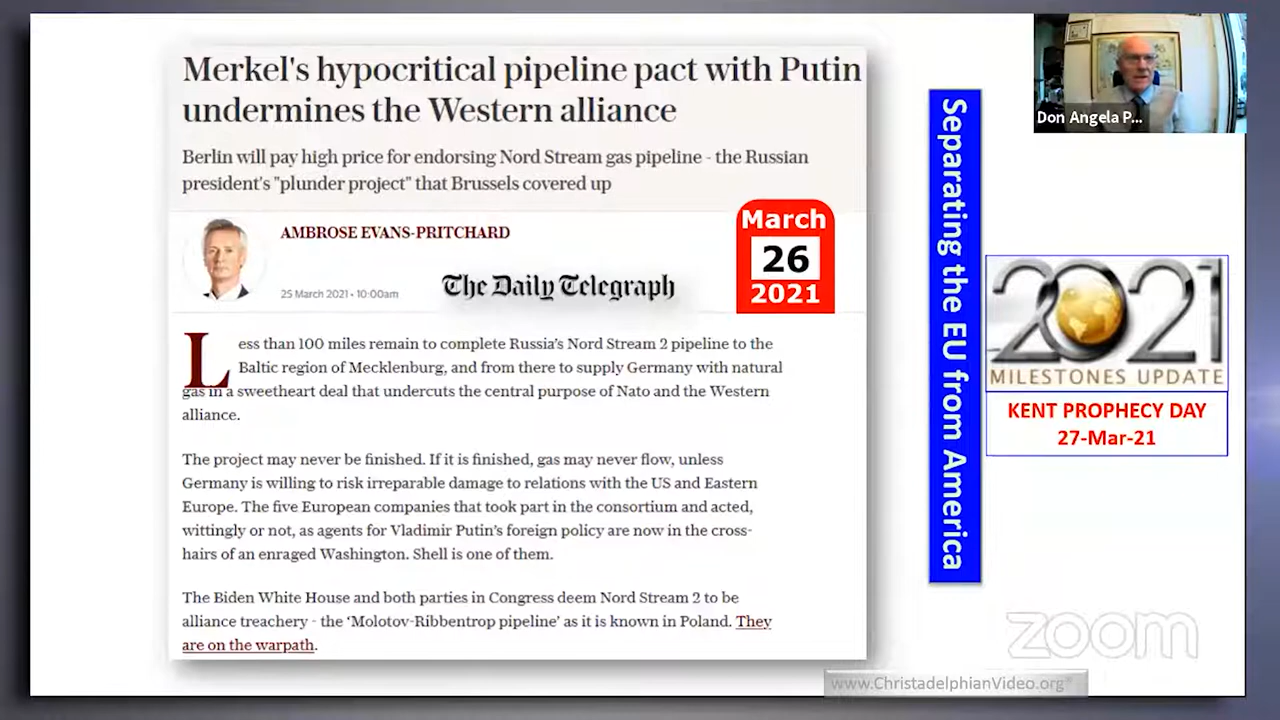 Merkel's hypocritical pipeline pact with Putin
undermines the Western alliance
Berlin will pay high price for endorsing Nord Stream gas pipeline - the Russian
president's "plunder project" that Brussels covered up
AMBROSE EVANS-PRITCHARD
25 March 2021 • 10:00am
The Daily Telegraph
March
26
2021
Less than 100 miles remain to complete Russia's Nord Stream 2 pipeline to the
Baltic region of Mecklenburg, and from there to supply Germany with natural
gas in a sweetheart deal that undercuts the central purpose of Nato and the Western
alliance.
The project may never be finished. If it is finished, gas may never flow, unless
Germany is willing to risk irreparable damage to relations with the US and Eastern
Europe. The five European companies that took part in the consortium and acted,
wittingly or not, as agents for Vladimir Putin's foreign policy are now in the cross-
hairs of an enraged Washington. Shell is one of them.
The Biden White House and both parties in Congress deem Nord Stream 2 to be
alliance treachery - the 'Molotov-Ribbentrop pipeline' as it is known in Poland. They
are on the warpath.
Separating the EU from America
Don Angela P...
2021
MILESTONES UPDATE
KENT PROPHECY DAY
27-Mar-21
zoom
www.ChristadelphianVideo.org